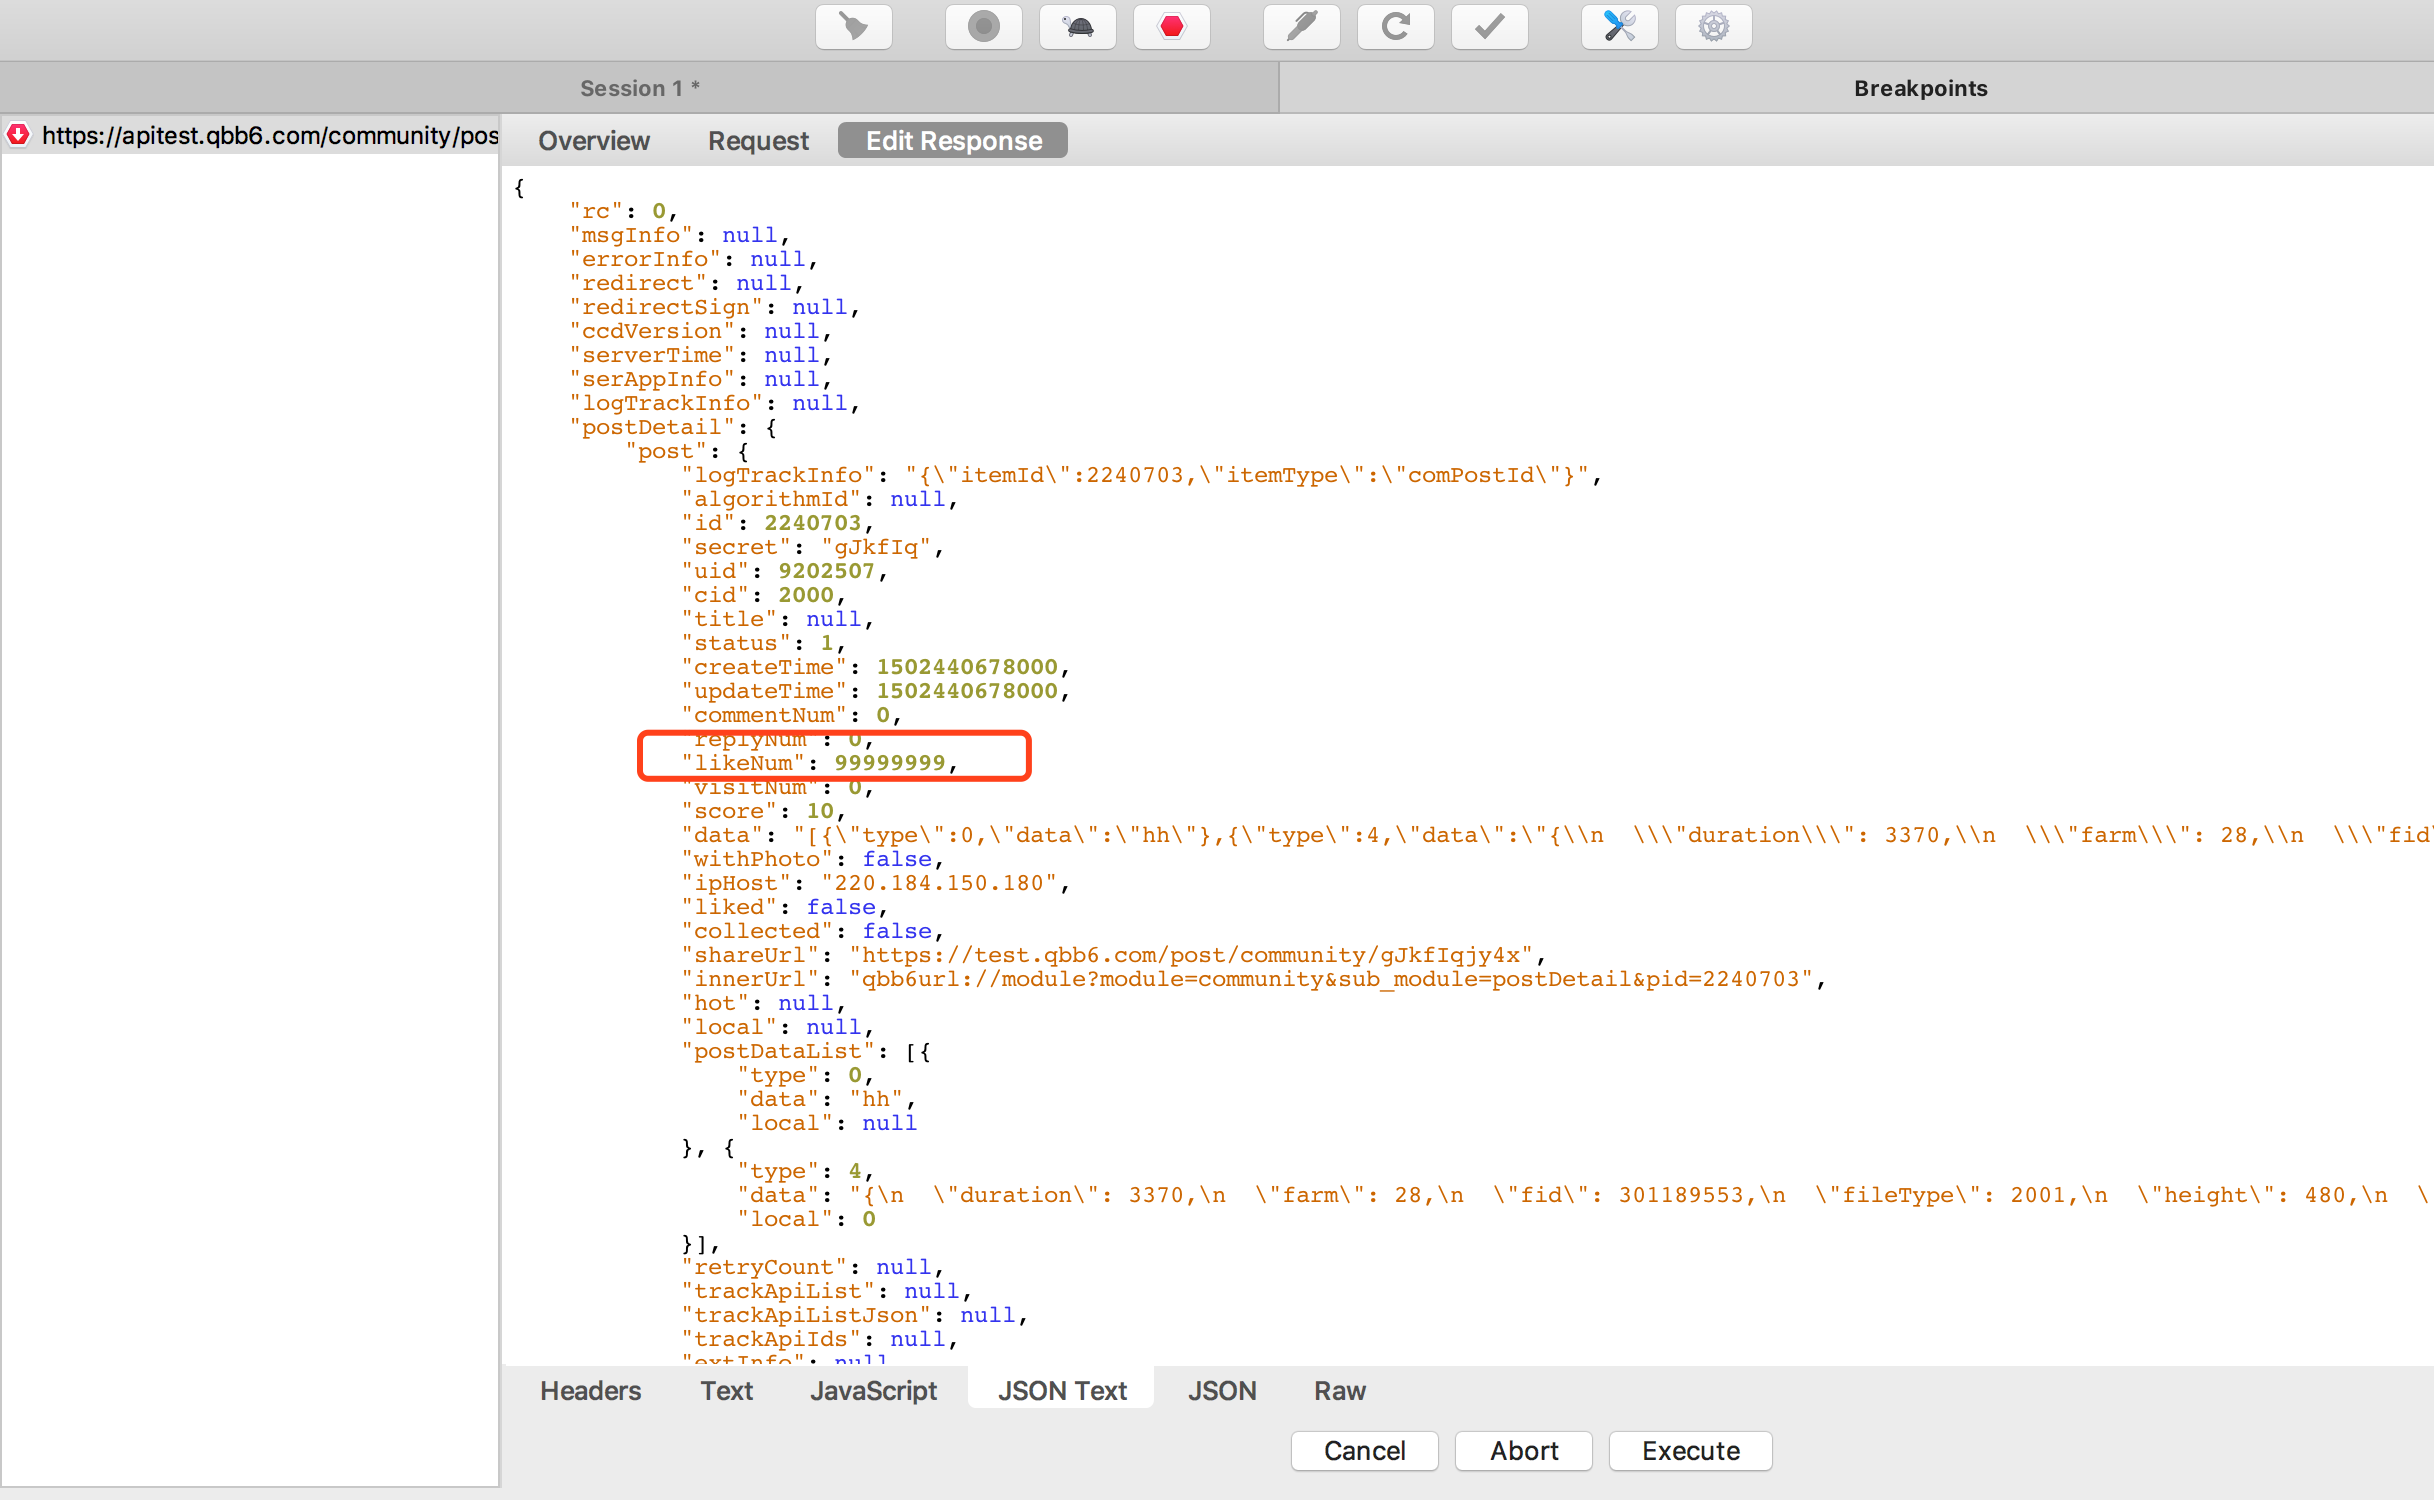 Session 1 *
Breakpoints
https://apitest.qbb6.com/community/pos
Overview Request Edit Response
{
"rc": 0,
"msgInfo": null,
"errorInfo": null,
"redirect": null,
"redirectSign": null,
"ccdVersion": null,
"serverTime": null,
"serAppInfo": null,
"logTrackInfo": null,
"postDetail": {
"post": {
"logTrackInfo": "{\"itemId\":2240703,\"itemType\":\"comPostId\"}",
"algorithmId": null,
"id": 2240703,
"secret": "gJkfIq",
"uid": 9202507,
"cid": 2000,
"title": null,
"status": 1,
"createTime": 1502440678000,
"updateTime": 1502440678000,
"commentNum": 0,
"replyNum": 0,
"likeNum": 99999999,
"visitNum": 0,
"score": 10,
"data": "[{\"type\":0,\"data\":\"hh\"},{\"type\":4,\"data\":\"{\\n  \\\"duration\\\": 3370,\\n  \\\"farm\\\": 28,\\n  \\\"fid\
"withPhoto": false,
"ipHost": "220.184.150.180",
"liked": false,
"collected": false,
"shareUrl": "https://test.qbb6.com/post/community/gJkfIqjy4x",
"innerUrl": "qbb6url://module?module=community&sub_module=postDetail&pid=2240703",
"hot": null,
"local": null,
"postDataList": [{
"type": 0,
"data": "hh",
"local": null
}, {
"type": 4,
"data": "{\n  \"duration\": 3370,\n  \"farm\": 28,\n  \"fid\": 301189553,\n  \"fileType\": 2001,\n  \"height\": 480,\n  \
"local": 0
}],
"retryCount": null,
"trackApiList": null,
"trackApiListJson": null,
"trackApiIds": null,
"extInfo": null
Headers Text JavaScript JSON Text JSON Raw
Cancel Abort Execute